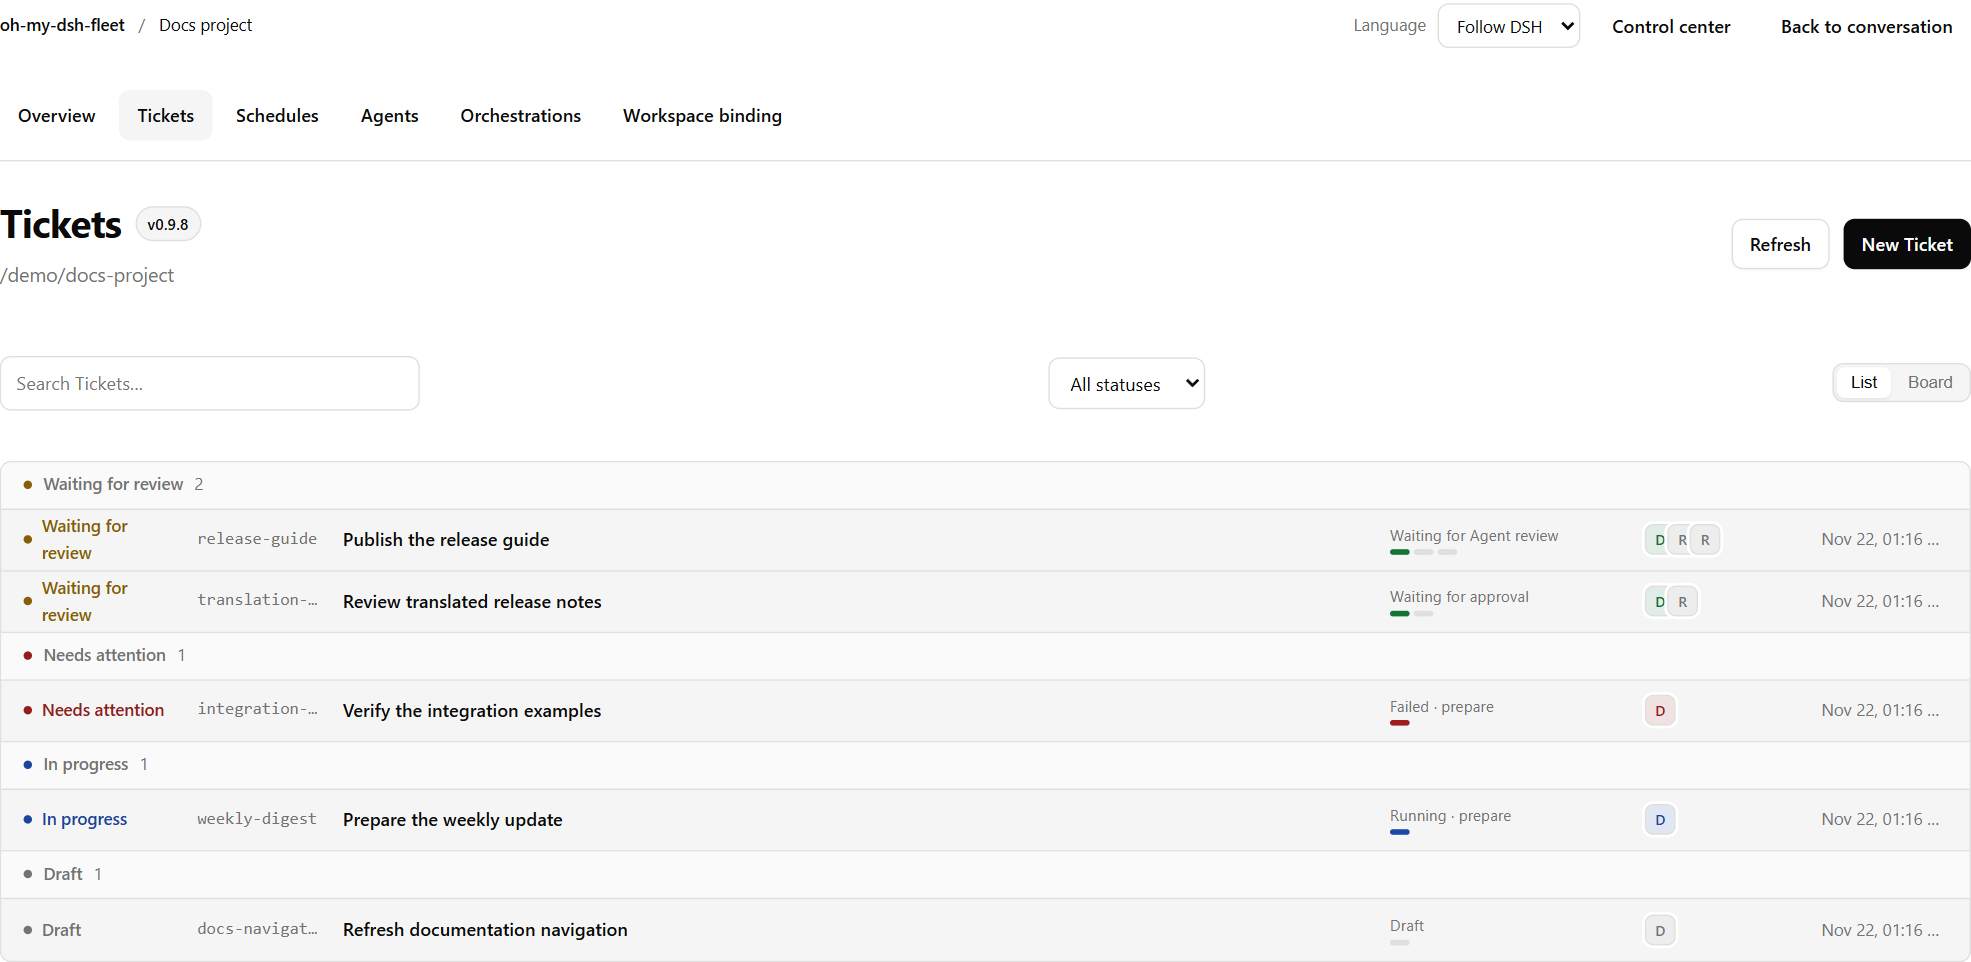 oh-my-dsh-fleet / Docs project
Language Follow DSH Control center Back to conversation
Overview Tickets Schedules Agents Orchestrations Workspace binding
Tickets v0.9.8
/demo/docs-project
Refresh New Ticket
Search Tickets... All statuses List Board
Waiting for review 2
Waiting for review release-guide Publish the release guide Waiting for Agent review D R R Nov 22, 01:16 ...
Waiting for review translation-… Review translated release notes Waiting for approval D R Nov 22, 01:16 ...
Needs attention 1
Needs attention integration-… Verify the integration examples Failed · prepare D Nov 22, 01:16 ...
In progress 1
In progress weekly-digest Prepare the weekly update Running · prepare D Nov 22, 01:16 ...
Draft 1
Draft docs-navigat… Refresh documentation navigation Draft D Nov 22, 01:16 ...